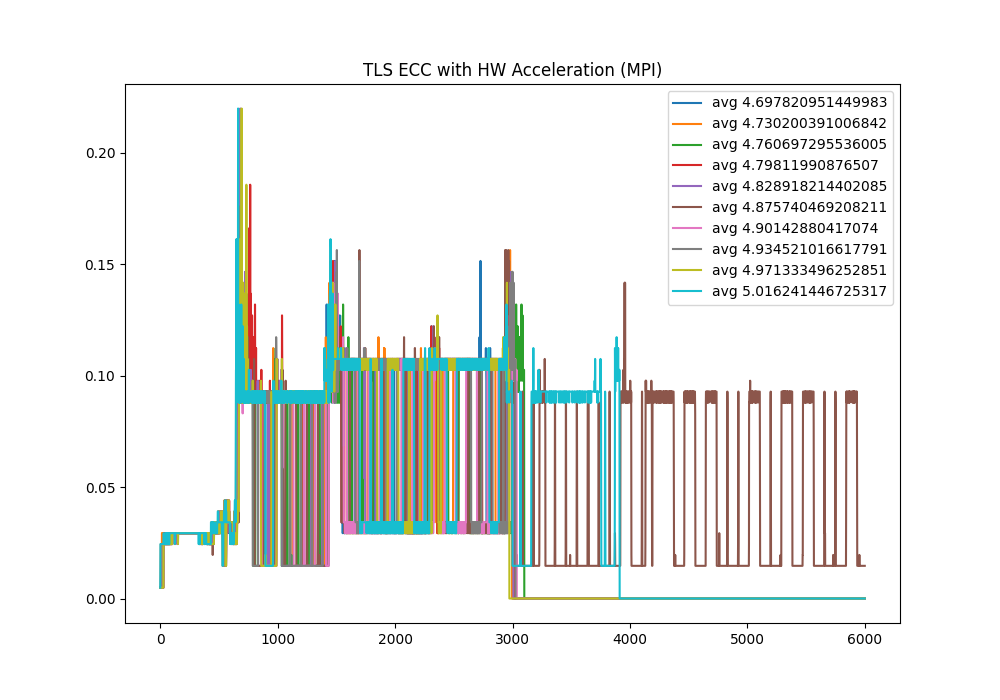 TLS ECC with HW Acceleration (MPI)
avg 4.697820951449983
avg 4.730200391006842
avg 4.760697295536005
avg 4.79811990876507
avg 4.828918214402085
avg 4.875740469208211
avg 4.90142880417074
avg 4.934521016617791
avg 4.971333496252851
avg 5.016241446725317
0.20
0.15
0.10
0.05
0.00
0 1000 2000 3000 4000 5000 6000